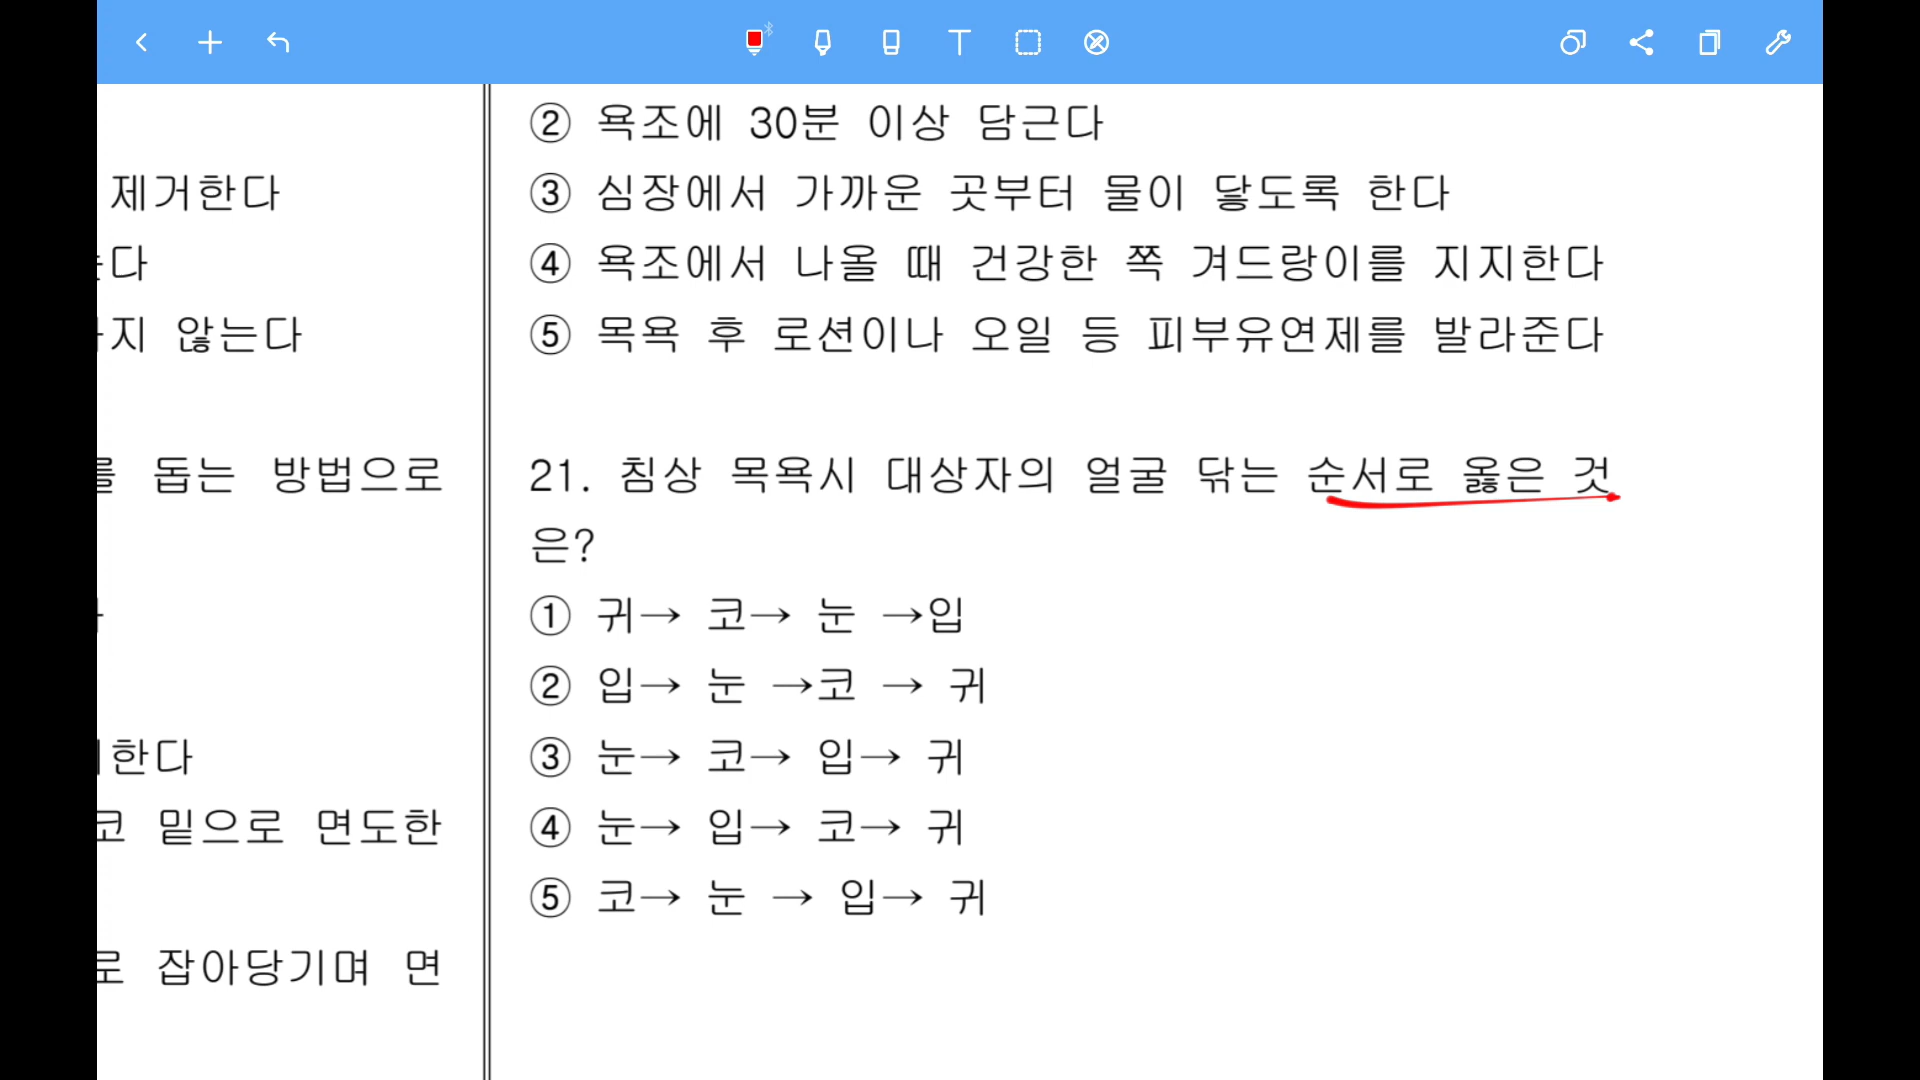 제거한다
다
지 않는다
를 돕는 방법으로
한다
코 밑으로 면도한
로 잡아당기며 면
② 욕조에 30분 이상 담근다
③ 심장에서 가까운 곳부터 물이 닿도록 한다
④ 욕조에서 나올 때 건강한 쪽 겨드랑이를 지지한다
⑤ 목욕 후 로션이나 오일 등 피부유연제를 발라준다
21. 침상 목욕시 대상자의 얼굴 닦는 순서로 옳은 것
은?
① 귀→ 코→ 눈 →입
② 입→ 눈 →코 → 귀
③ 눈→ 코→ 입→ 귀
④ 눈→ 입→ 코→ 귀
⑤ 코→ 눈 → 입→ 귀